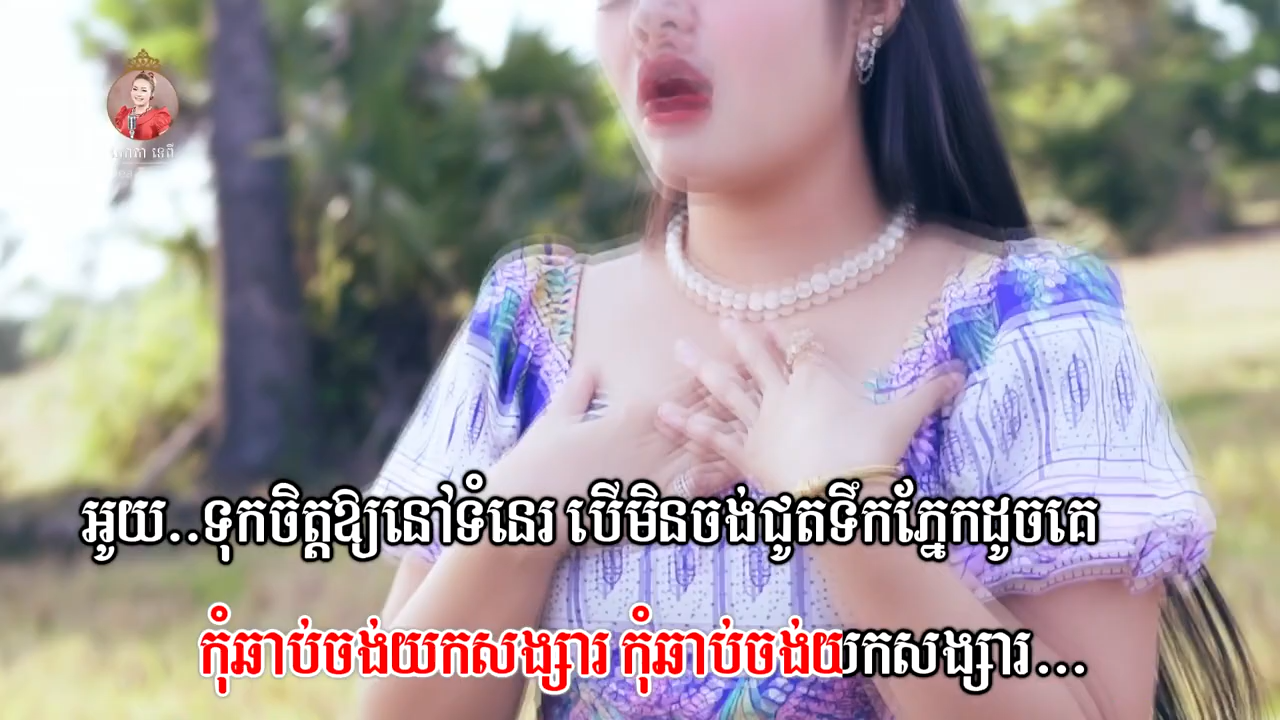 អូយ..ទុកចិត្តឱ្យនៅទំនេរ បើមិនចង់ជូតទឹកភ្នែកដូចគេ
កុំឆាប់ចង់យកសង្សារ កុំឆាប់ចង់យកសង្សារ...